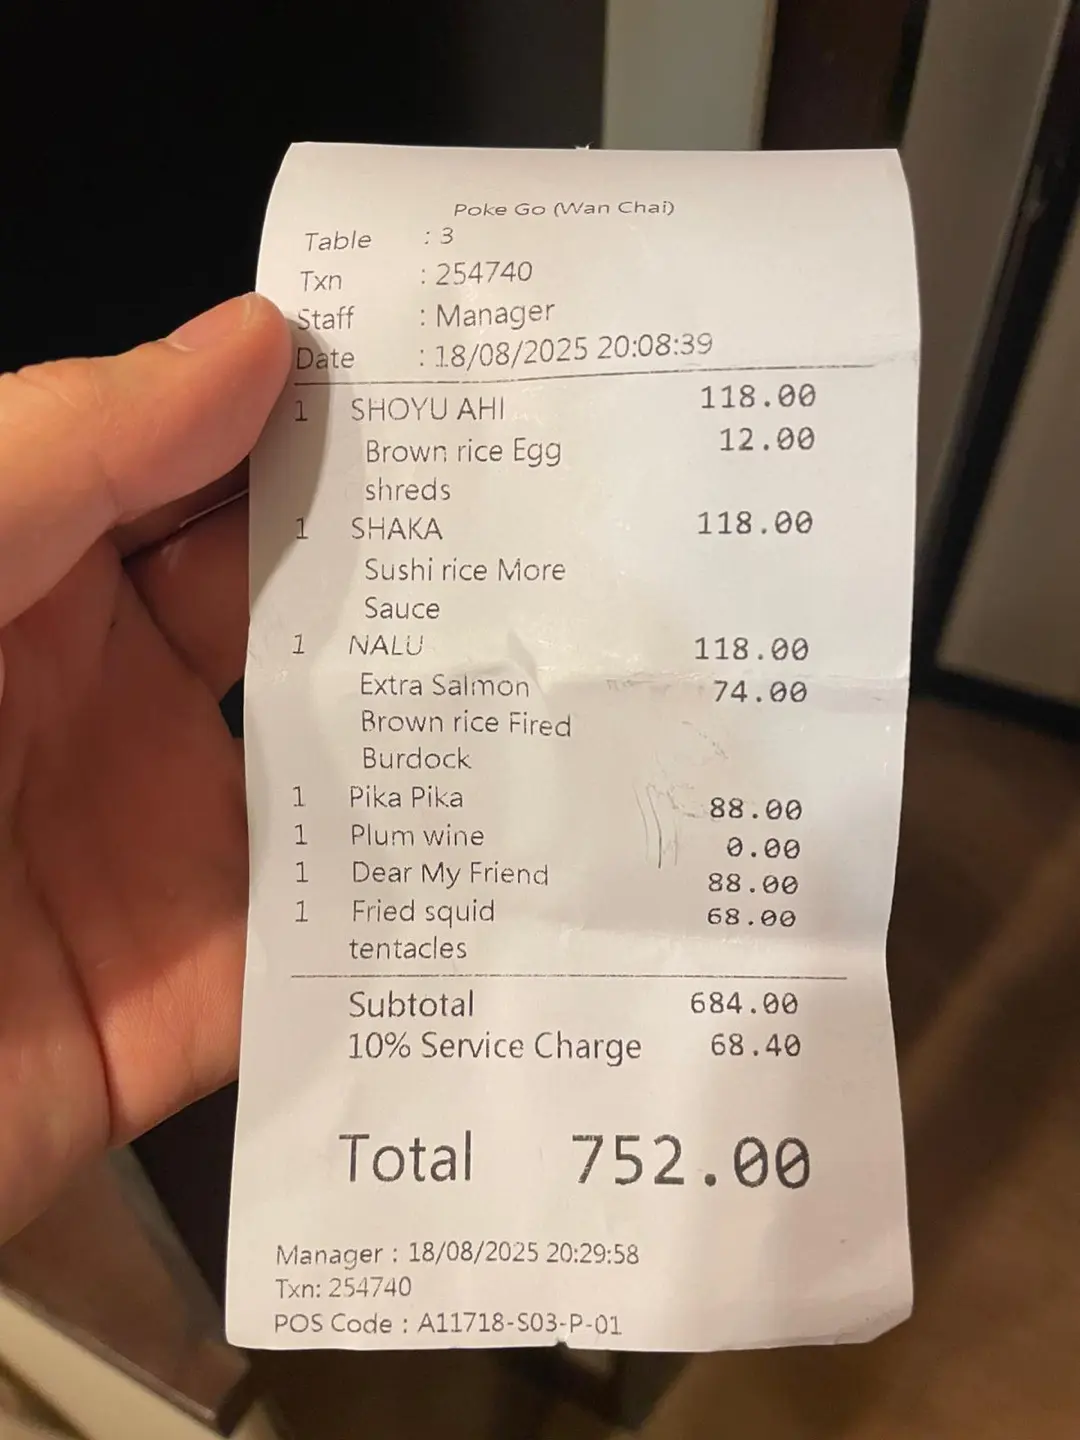 Poke Go (Wan Chai)
Table : 3
Txn : 254740
Staff : Manager
Date : 18/08/2025 20:08:39
1 SHOYU AHI 118.00
Brown rice Egg 12.00
shreds
1 SHAKA 118.00
Sushi rice More
Sauce
1 NALU 118.00
Extra Salmon 74.00
Brown rice Fired
Burdock
1 Pika Pika 88.00
1 Plum wine 0.00
1 Dear My Friend 88.00
1 Fried squid 68.00
tentacles
Subtotal 684.00
10% Service Charge 68.40
Total 752.00
Manager : 18/08/2025 20:29:58
Txn: 254740
POS Code : A11718-S03-P-01